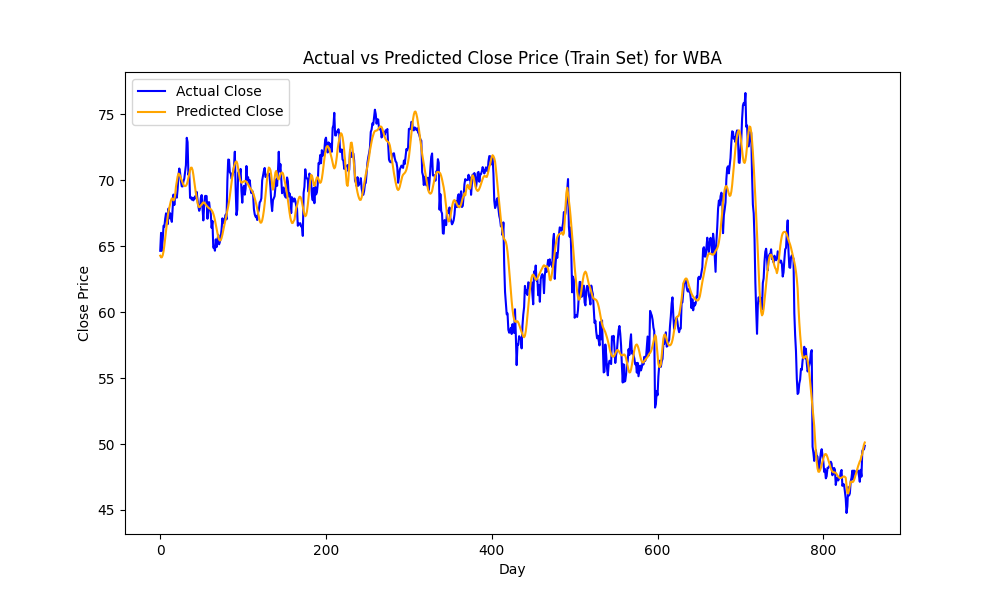 Actual vs Predicted Close Price (Train Set) for WBA
Actual Close
Predicted Close
Close Price
75
70
65
60
55
50
45
0 200 400 600 800
Day